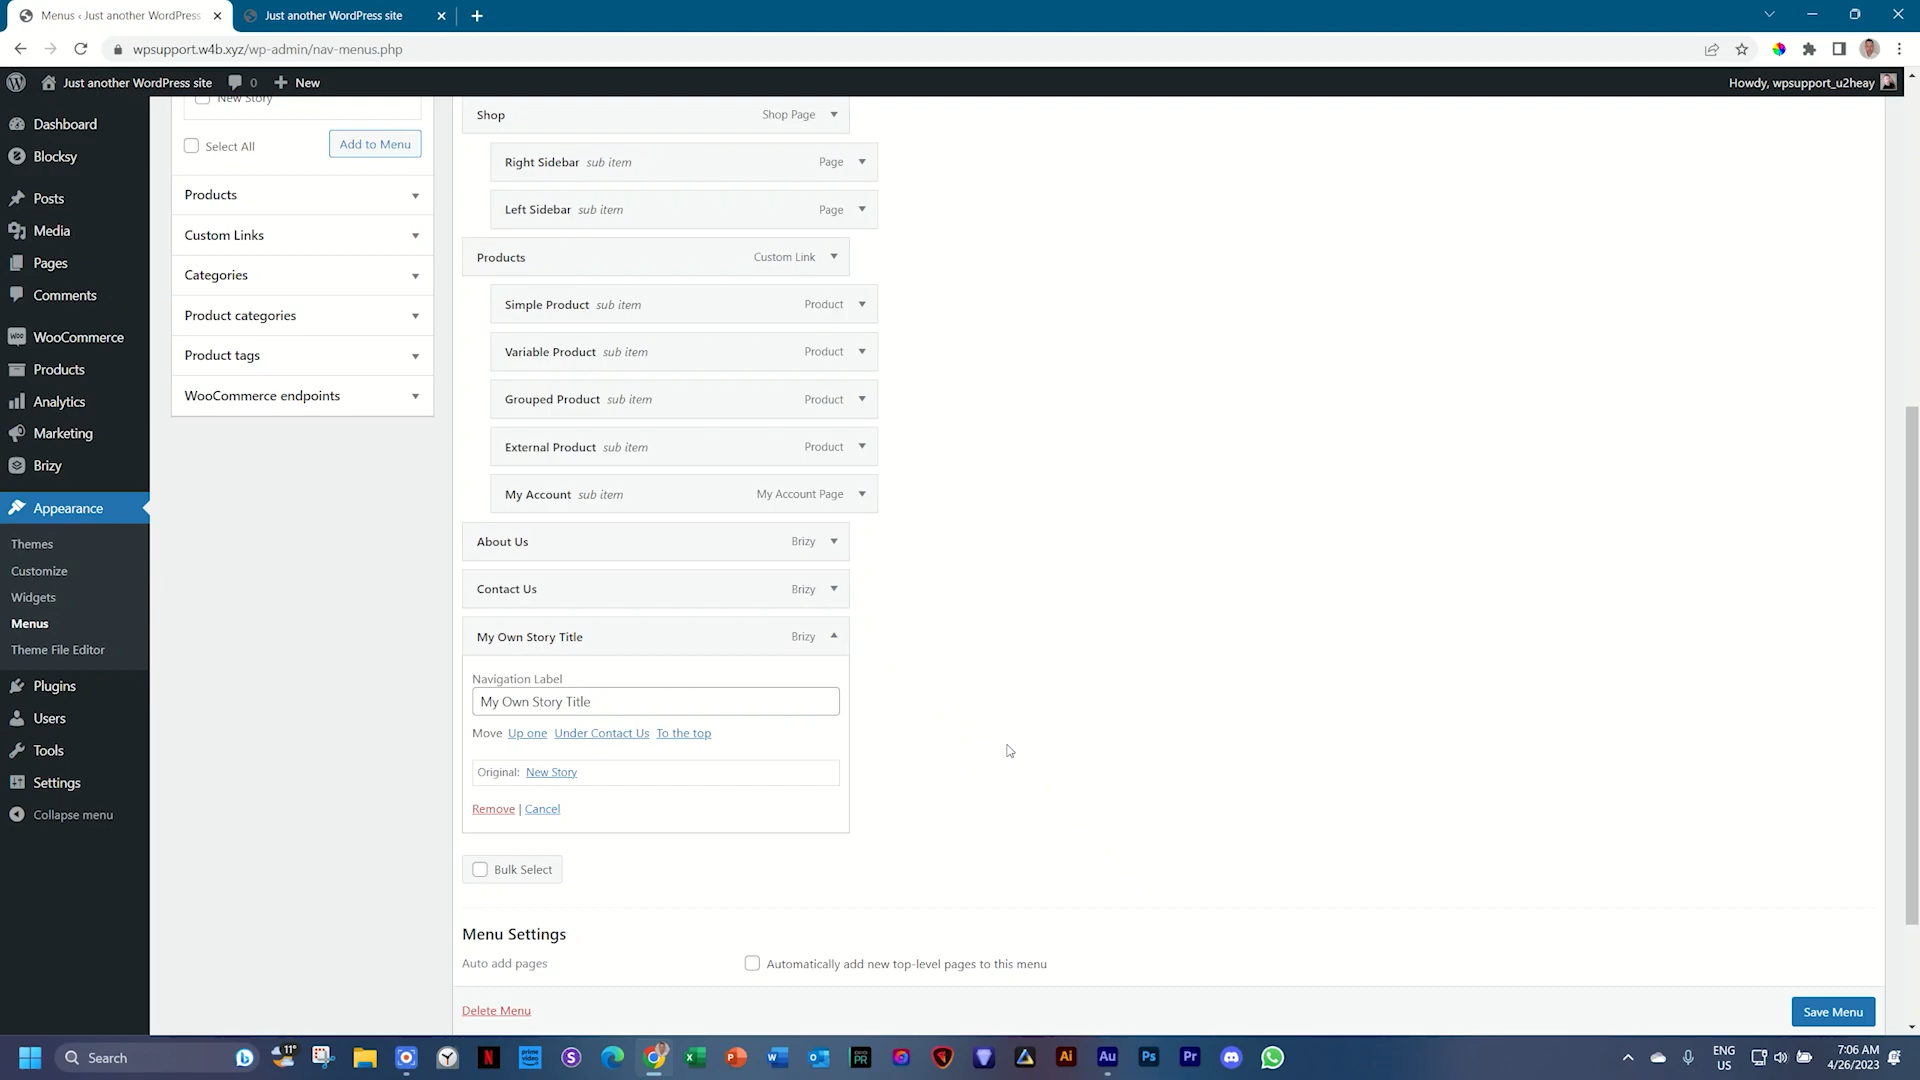 Menus ‹ Just another WordPress
Just another WordPress site
wpsupport.w4b.xyz/wp-admin/nav-menus.php
Just another WordPress site
0
New
Howdy, wpsupport_u2heay
Dashboard
Blocksy
Posts
Media
Pages
Comments
WooCommerce
Products
Analytics
Marketing
Brizy
Appearance
Themes
Customize
Widgets
Menus
Theme File Editor
Plugins
Users
Tools
Settings
Collapse menu
New Story
Select All
Add to Menu
Products
Custom Links
Categories
Product categories
Product tags
WooCommerce endpoints
Shop Shop Page
Right Sidebar sub item Page
Left Sidebar sub item Page
Products Custom Link
Simple Product sub item Product
Variable Product sub item Product
Grouped Product sub item Product
External Product sub item Product
My Account sub item My Account Page
About Us Brizy
Contact Us Brizy
My Own Story Title Brizy
Navigation Label
My Own Story Title
Move Up one Under Contact Us To the top
Original: New Story
Remove | Cancel
Bulk Select
Menu Settings
Auto add pages
Automatically add new top-level pages to this menu
Delete Menu
Save Menu
Search
11°
ENG
US
7:06 AM
4/26/2023